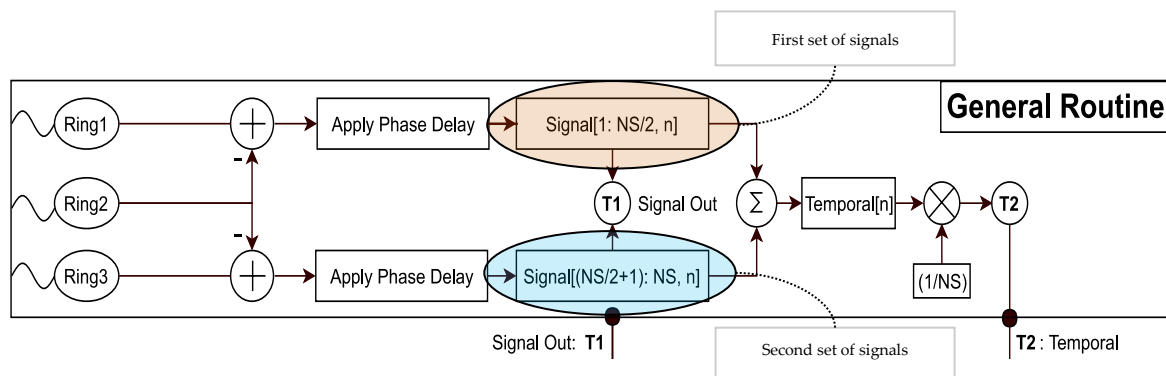 First set of signals
General Routine
Ring1
+
Apply Phase Delay
Signal[1: NS/2, n]
-
Ring2
T1 Signal Out
Σ
Temporal[n]
T2
-
Ring3
+
Apply Phase Delay
Signal[(NS/2+1): NS, n]
(1/NS)
Signal Out: T1
Second set of signals
T2 : Temporal